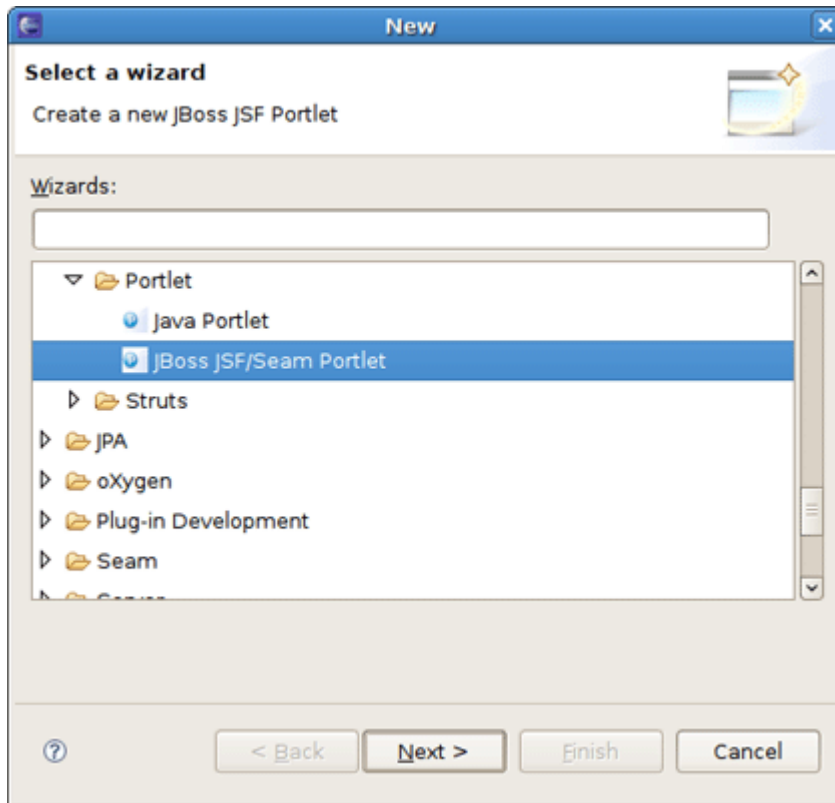 New
Select a wizard
Create a new JBoss JSF Portlet
Wizards:
Portlet
Java Portlet
JBoss JSF/Seam Portlet
Struts
JPA
oXygen
Plug-in Development
Seam
< Back Next > Finish Cancel